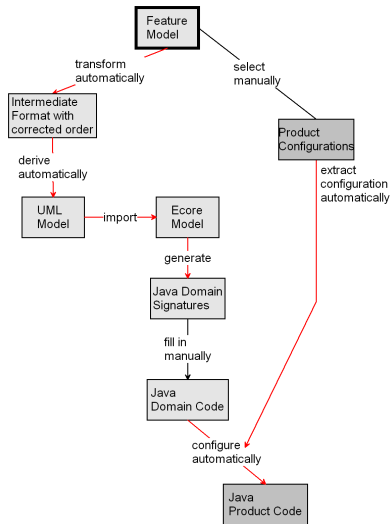 Feature
Model
transform
automatically
select
manually
Intermediate
Format with
corrected order
Product
Configurations
derive
automatically
extract
configuration
automatically
UML
Model
import
Ecore
Model
generate
Java Domain
Signatures
fill in
manually
Java
Domain Code
configure
automatically
Java
Product Code